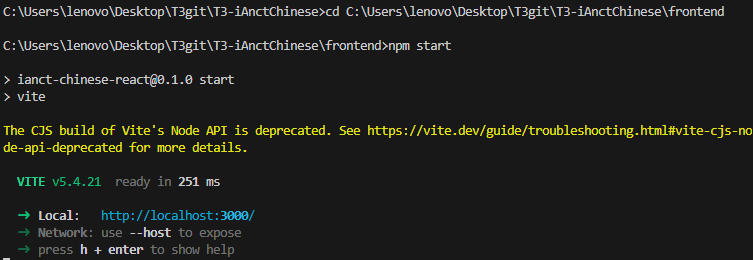 C:\Users\lenovo\Desktop\T3git\T3-iAnctChinese>cd C:\Users\lenovo\Desktop\T3git\T3-iAnctChinese\frontend
C:\Users\lenovo\Desktop\T3git\T3-iAnctChinese\frontend>npm start
> ianct-chinese-react@0.1.0 start
> vite
The CJS build of Vite's Node API is deprecated. See https://vite.dev/guide/troubleshooting.html#vite-cjs-no
de-api-deprecated for more details.
VITE v5.4.21  ready in 251 ms
➜  Local:   http://localhost:3000/
➜  Network: use --host to expose
➜  press h + enter to show help